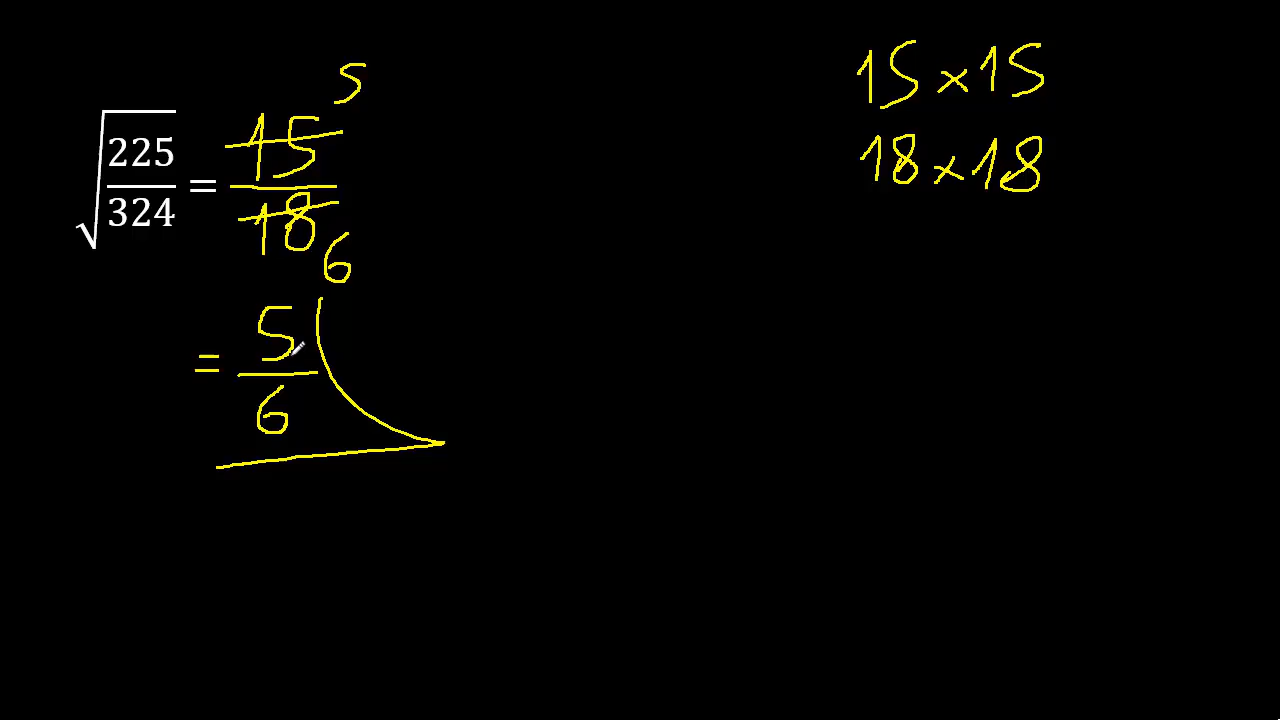 √(225/324) = 15/18
5
6
= 5/6
15 × 15
18 × 18